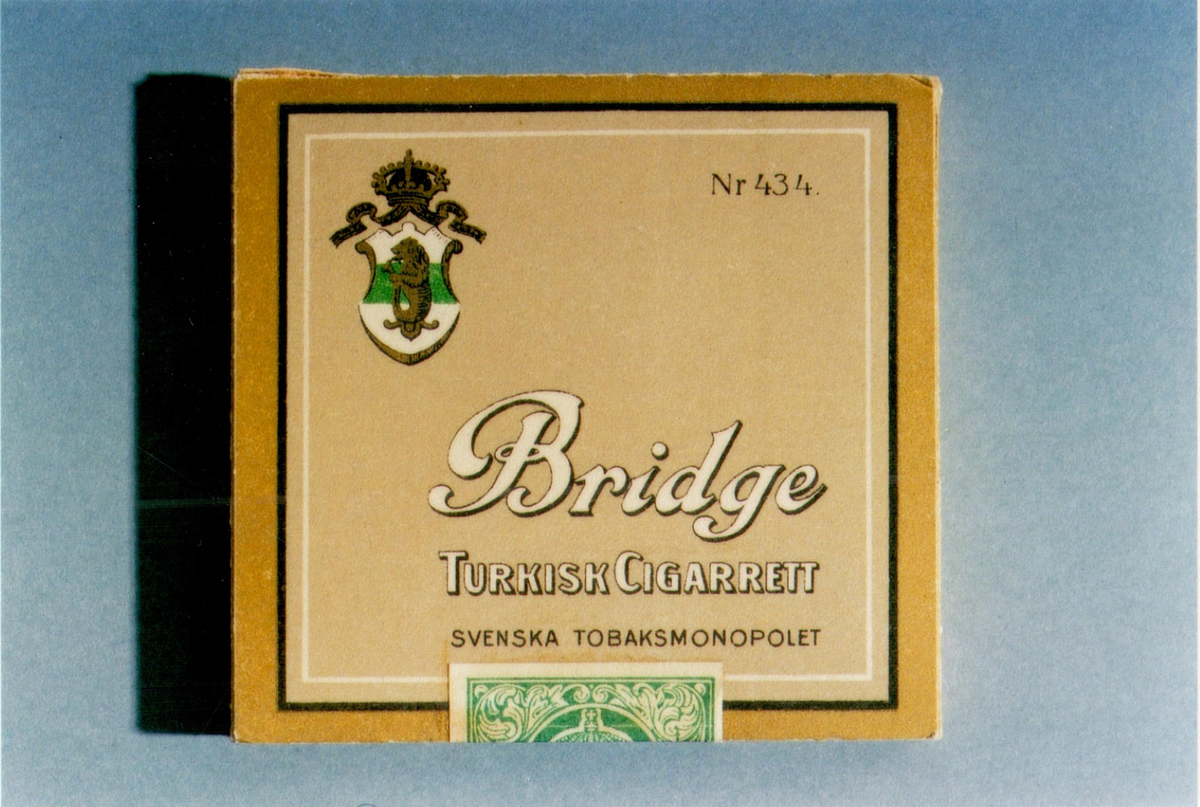 Nr 434.
Bridge
TURKISK CIGARRETT
SVENSKA TOBAKSMONOPOLET